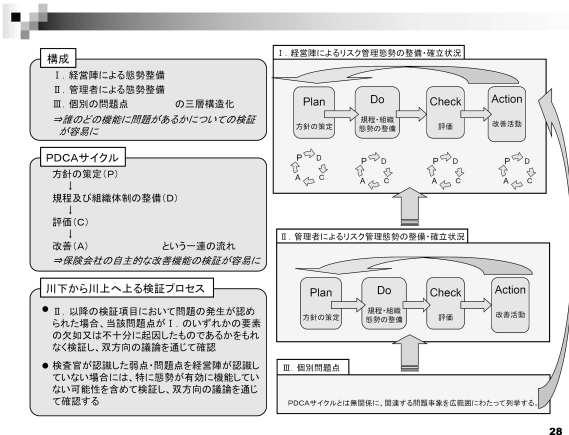 構成
Ⅰ．経営陣による態勢整備
Ⅱ．管理者による態勢整備
Ⅲ．個別の問題点　　　　の三層構造化
⇒誰のどの機能に問題があるかについての検証
が容易に
PDCAサイクル
方針の策定（P）
↓
規程及び組織体制の整備（D）
↓
評価（C）
↓
改善（A）　　　　という一連の流れ
⇒保険会社の自主的な改善機能の検証が容易に
川下から川上へ上る検証プロセス
● Ⅱ．以降の検証項目において問題の発生が認め
られた場合、当該問題点がⅠ．のいずれかの要素
の欠如又は不十分に起因したものであるかをもれ
なく検証し、双方向の議論を通じて確認
● 検査官が認識した弱点・問題点を経営陣が認識し
ていない場合には、特に態勢が有効に機能してい
ない可能性を含めて検証し、双方向の議論を通じ
て確認する
Ⅰ．経営陣によるリスク管理態勢の整備・確立状況
Plan
方針の策定
Do
規程・組織
態勢の整備
Check
評価
Action
改善活動
P D
A C
P D
A C
P D
A C
P D
A C
Ⅱ．管理者によるリスク管理態勢の整備・確立状況
Plan
方針の策定
Do
規程・組織
態勢の整備
Check
評価
Action
改善活動
Ⅲ．個別問題点
PDCAサイクルとは無関係に、関連する問題事象を広範囲にわたって列挙する。
28